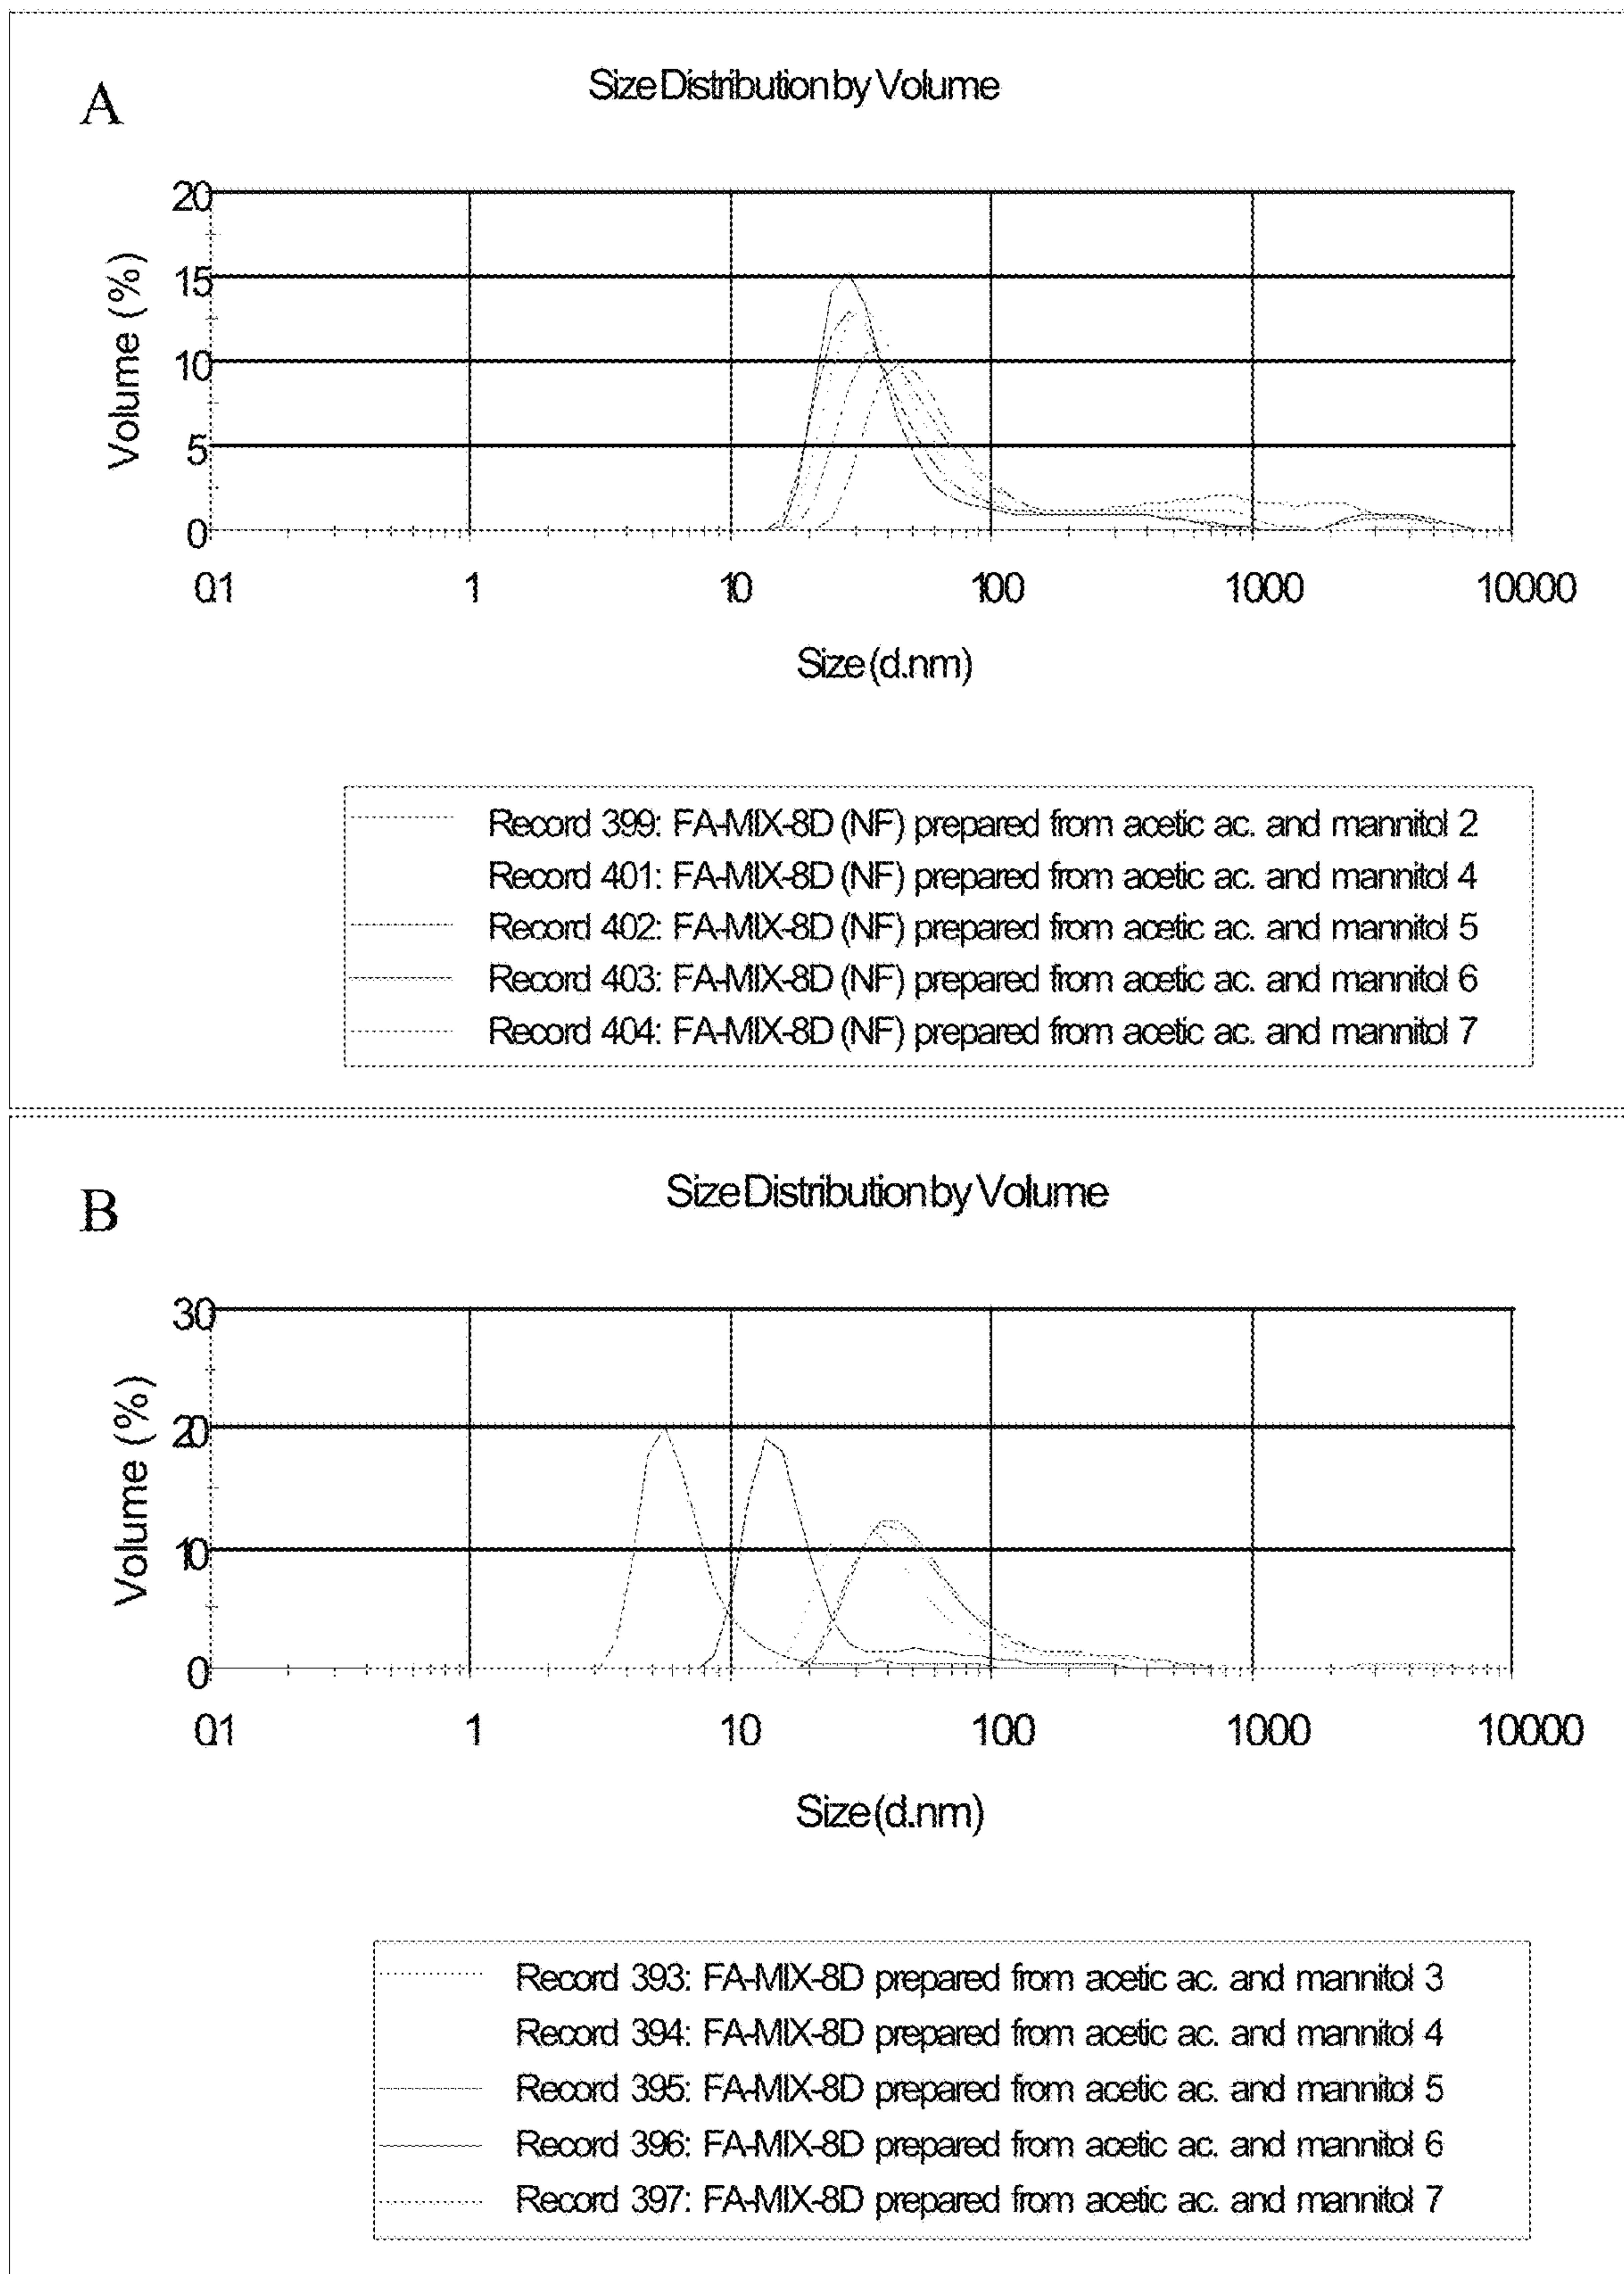 A
Size Distribution by Volume
20
15
10
5
0
Volume (%)
0.1 1 10 100 1000 10000
Size (d.nm)
Record 399: FA-MIX-8D (NF) prepared from acetic ac. and mannitol 2
Record 401: FA-MIX-8D (NF) prepared from acetic ac. and mannitol 4
Record 402: FA-MIX-8D (NF) prepared from acetic ac. and mannitol 5
Record 403: FA-MIX-8D (NF) prepared from acetic ac. and mannitol 6
Record 404: FA-MIX-8D (NF) prepared from acetic ac. and mannitol 7
B
Size Distribution by Volume
30
20
10
0
Volume (%)
0.1 1 10 100 1000 10000
Size (d.nm)
Record 393: FA-MIX-8D prepared from acetic ac. and mannitol 3
Record 394: FA-MIX-8D prepared from acetic ac. and mannitol 4
Record 395: FA-MIX-8D prepared from acetic ac. and mannitol 5
Record 396: FA-MIX-8D prepared from acetic ac. and mannitol 6
Record 397: FA-MIX-8D prepared from acetic ac. and mannitol 7